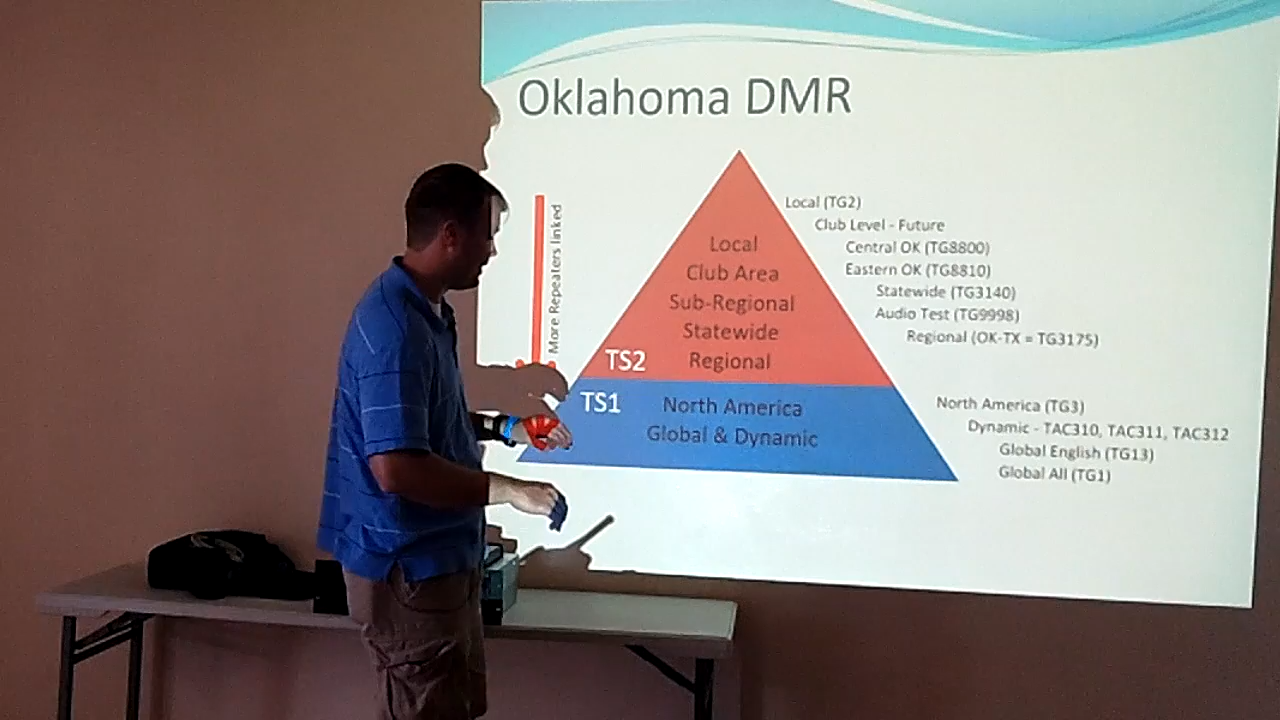 Oklahoma DMR
More Repeaters linked
Local
Club Area
Sub-Regional
Statewide
Regional
TS2
TS1
North America
Global & Dynamic
Local (TG2)
Club Level - Future
Central OK (TG8800)
Eastern OK (TG8810)
Statewide (TG3140)
Audio Test (TG9998)
Regional (OK-TX = TG3175)
North America (TG3)
Dynamic - TAC310, TAC311, TAC312
Global English (TG13)
Global All (TG1)